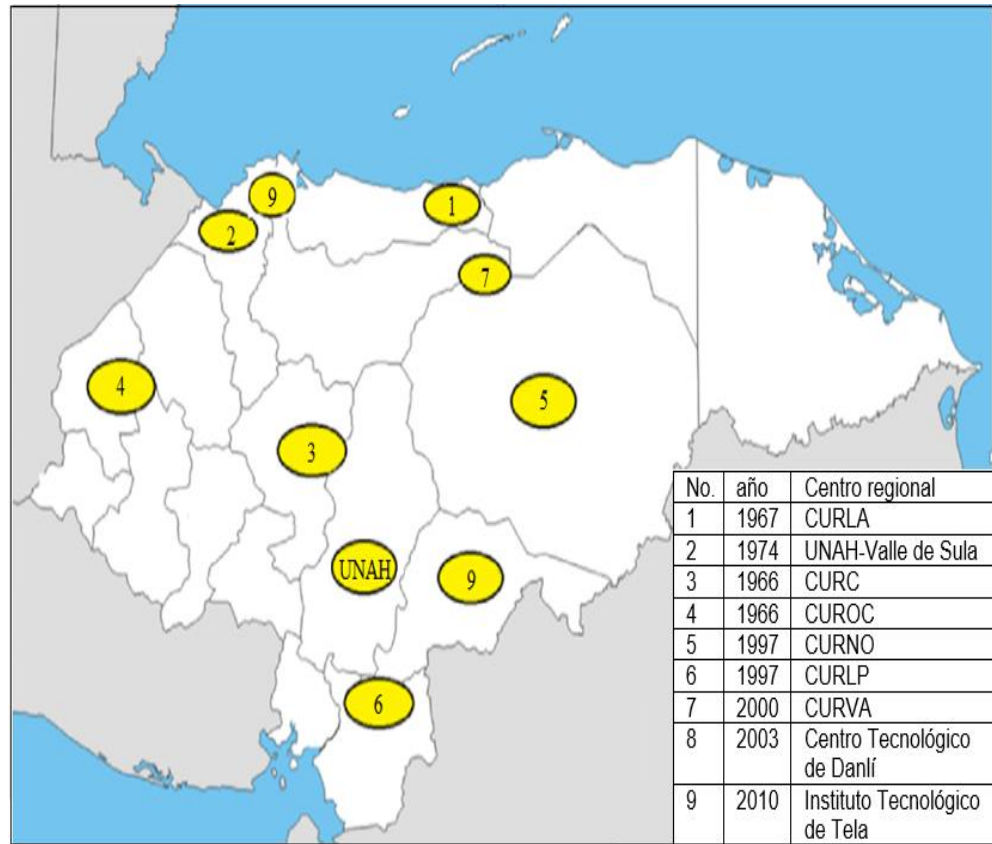 9
1
2
7
4
5
3
UNAH
9
6
No. año Centro regional
1 1967 CURLA
2 1974 UNAH-Valle de Sula
3 1966 CURC
4 1966 CUROC
5 1997 CURNO
6 1997 CURLP
7 2000 CURVA
8 2003 Centro Tecnológico
de Danlí
9 2010 Instituto Tecnológico
de Tela